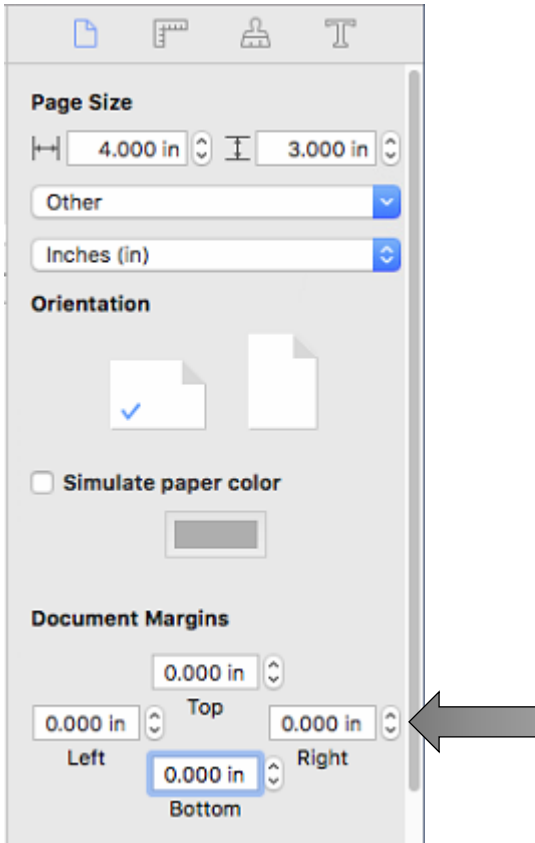 Page Size
4.000 in 3.000 in
Other
Inches (in)
Orientation
Simulate paper color
Document Margins
0.000 in
Top
0.000 in 0.000 in
Left Right
0.000 in
Bottom